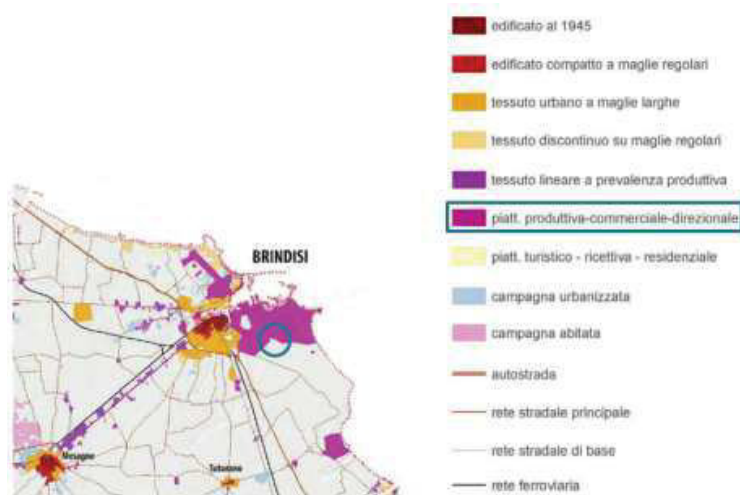 edificato al 1945
edificato compatto a maglie regolari
tessuto urbano a maglie larghe
tessuto discontinuo su maglie regolari
tessuto lineare a prevalenza produttiva
piatt. produttiva-commerciale-direzionale
piatt. turistico - ricettiva - residenziale
campagna urbanizzata
campagna abitata
autostrada
rete stradale principale
rete stradale di base
rete ferroviaria
BRINDISI
Mesagne
Tuturano